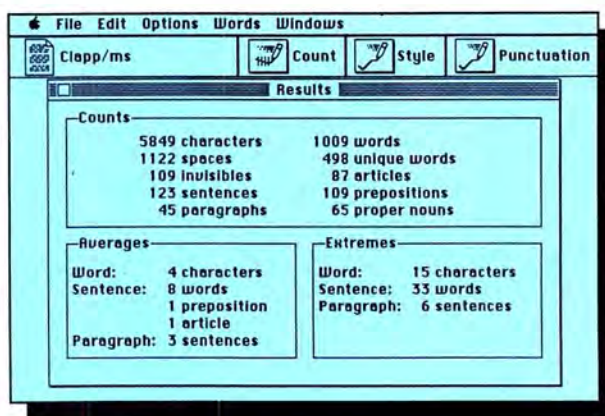 File Edit Options Words Windows
Clapp/ms Count Style Punctuation
Results
Counts
5849 characters 1009 words
1122 spaces 498 unique words
109 invisibles 87 articles
123 sentences 109 prepositions
45 paragraphs 65 proper nouns
Averages
Word: 4 characters
Sentence: 8 words
1 preposition
1 article
Paragraph: 3 sentences
Extremes
Word: 15 characters
Sentence: 33 words
Paragraph: 6 sentences